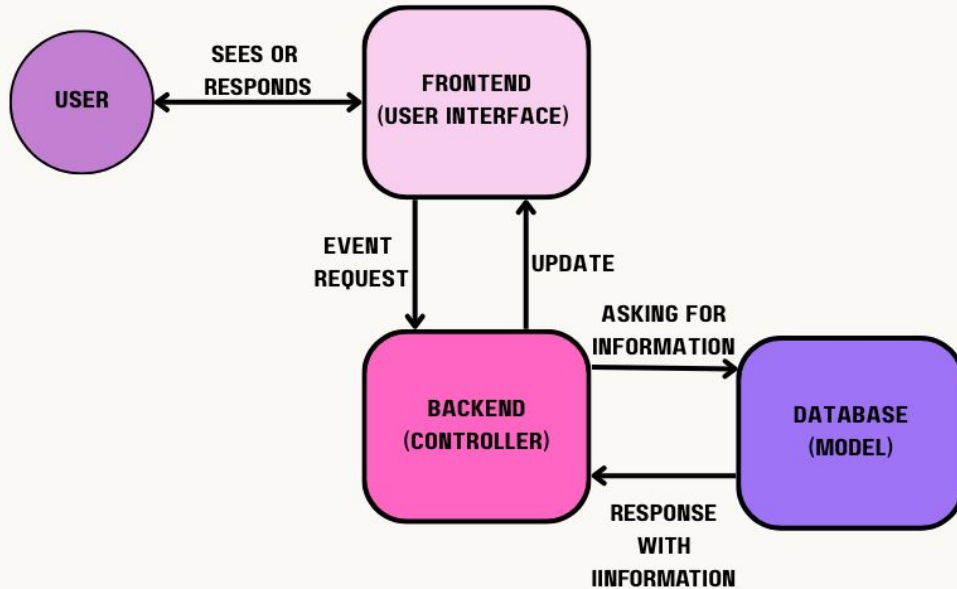 SEES OR
RESPONDS
USER
FRONTEND
(USER INTERFACE)
EVENT
REQUEST
UPDATE
ASKING FOR
INFORMATION
BACKEND
(CONTROLLER)
DATABASE
(MODEL)
RESPONSE
WITH
IINFORMATION